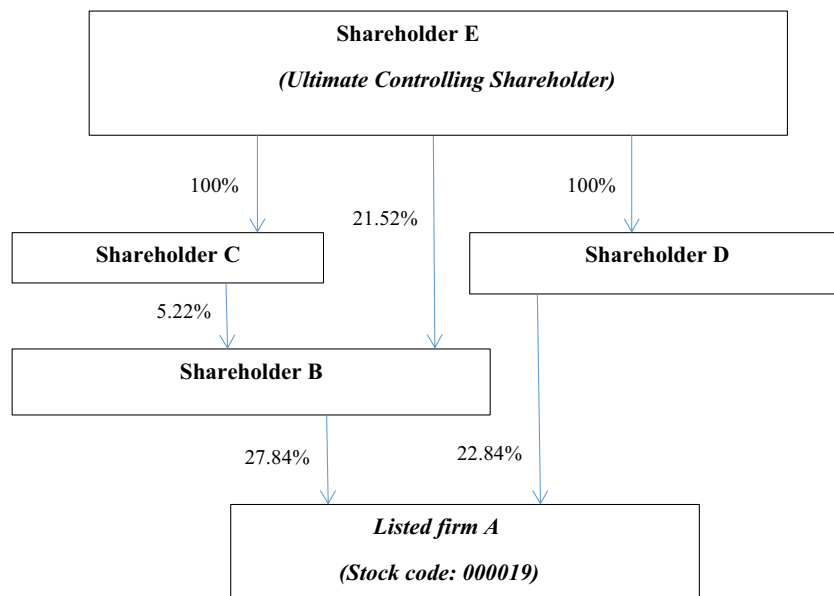 Shareholder E
(Ultimate Controlling Shareholder)
100%
100%
21.52%
Shareholder C
Shareholder D
5.22%
Shareholder B
27.84%
22.84%
Listed firm A
(Stock code: 000019)